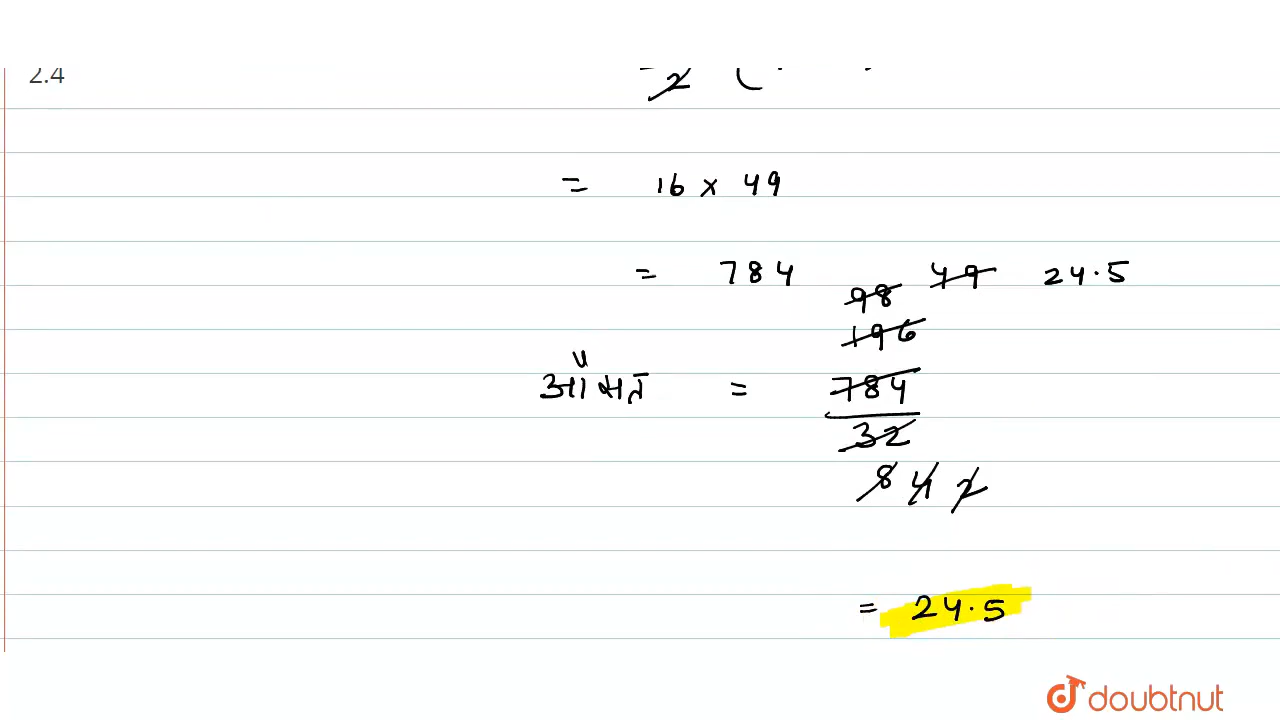 2.4
2 (
= 16 × 49
= 784
98 49 24.5
196
औसत = 784
32
8 4 2
= 24.5
doubtnut